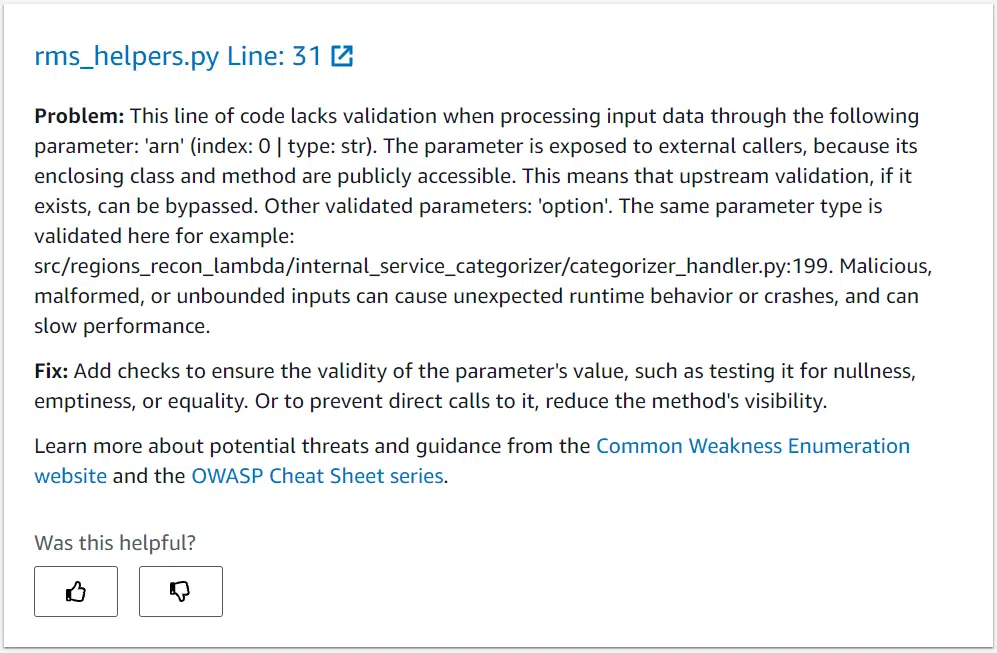 rms_helpers.py Line: 31
Problem: This line of code lacks validation when processing input data through the following
parameter: 'arn' (index: 0 | type: str). The parameter is exposed to external callers, because its
enclosing class and method are publicly accessible. This means that upstream validation, if it
exists, can be bypassed. Other validated parameters: 'option'. The same parameter type is
validated here for example:
src/regions_recon_lambda/internal_service_categorizer/categorizer_handler.py:199. Malicious,
malformed, or unbounded inputs can cause unexpected runtime behavior or crashes, and can
slow performance.
Fix: Add checks to ensure the validity of the parameter's value, such as testing it for nullness,
emptiness, or equality. Or to prevent direct calls to it, reduce the method's visibility.
Learn more about potential threats and guidance from the Common Weakness Enumeration
website and the OWASP Cheat Sheet series.
Was this helpful?